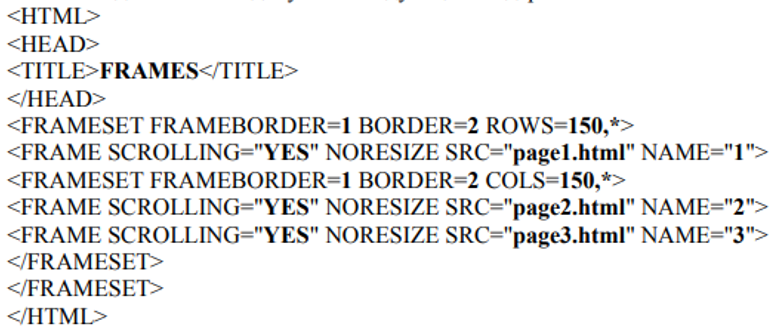 <HTML>
<HEAD>
<TITLE>FRAMES</TITLE>
</HEAD>
<FRAMESET FRAMEBORDER=1 BORDER=2 ROWS=150,*>
<FRAME SCROLLING="YES" NORESIZE SRC="page1.html" NAME="1">
<FRAMESET FRAMEBORDER=1 BORDER=2 COLS=150,*>
<FRAME SCROLLING="YES" NORESIZE SRC="page2.html" NAME="2">
<FRAME SCROLLING="YES" NORESIZE SRC="page3.html" NAME="3">
</FRAMESET>
</FRAMESET>
</HTML>